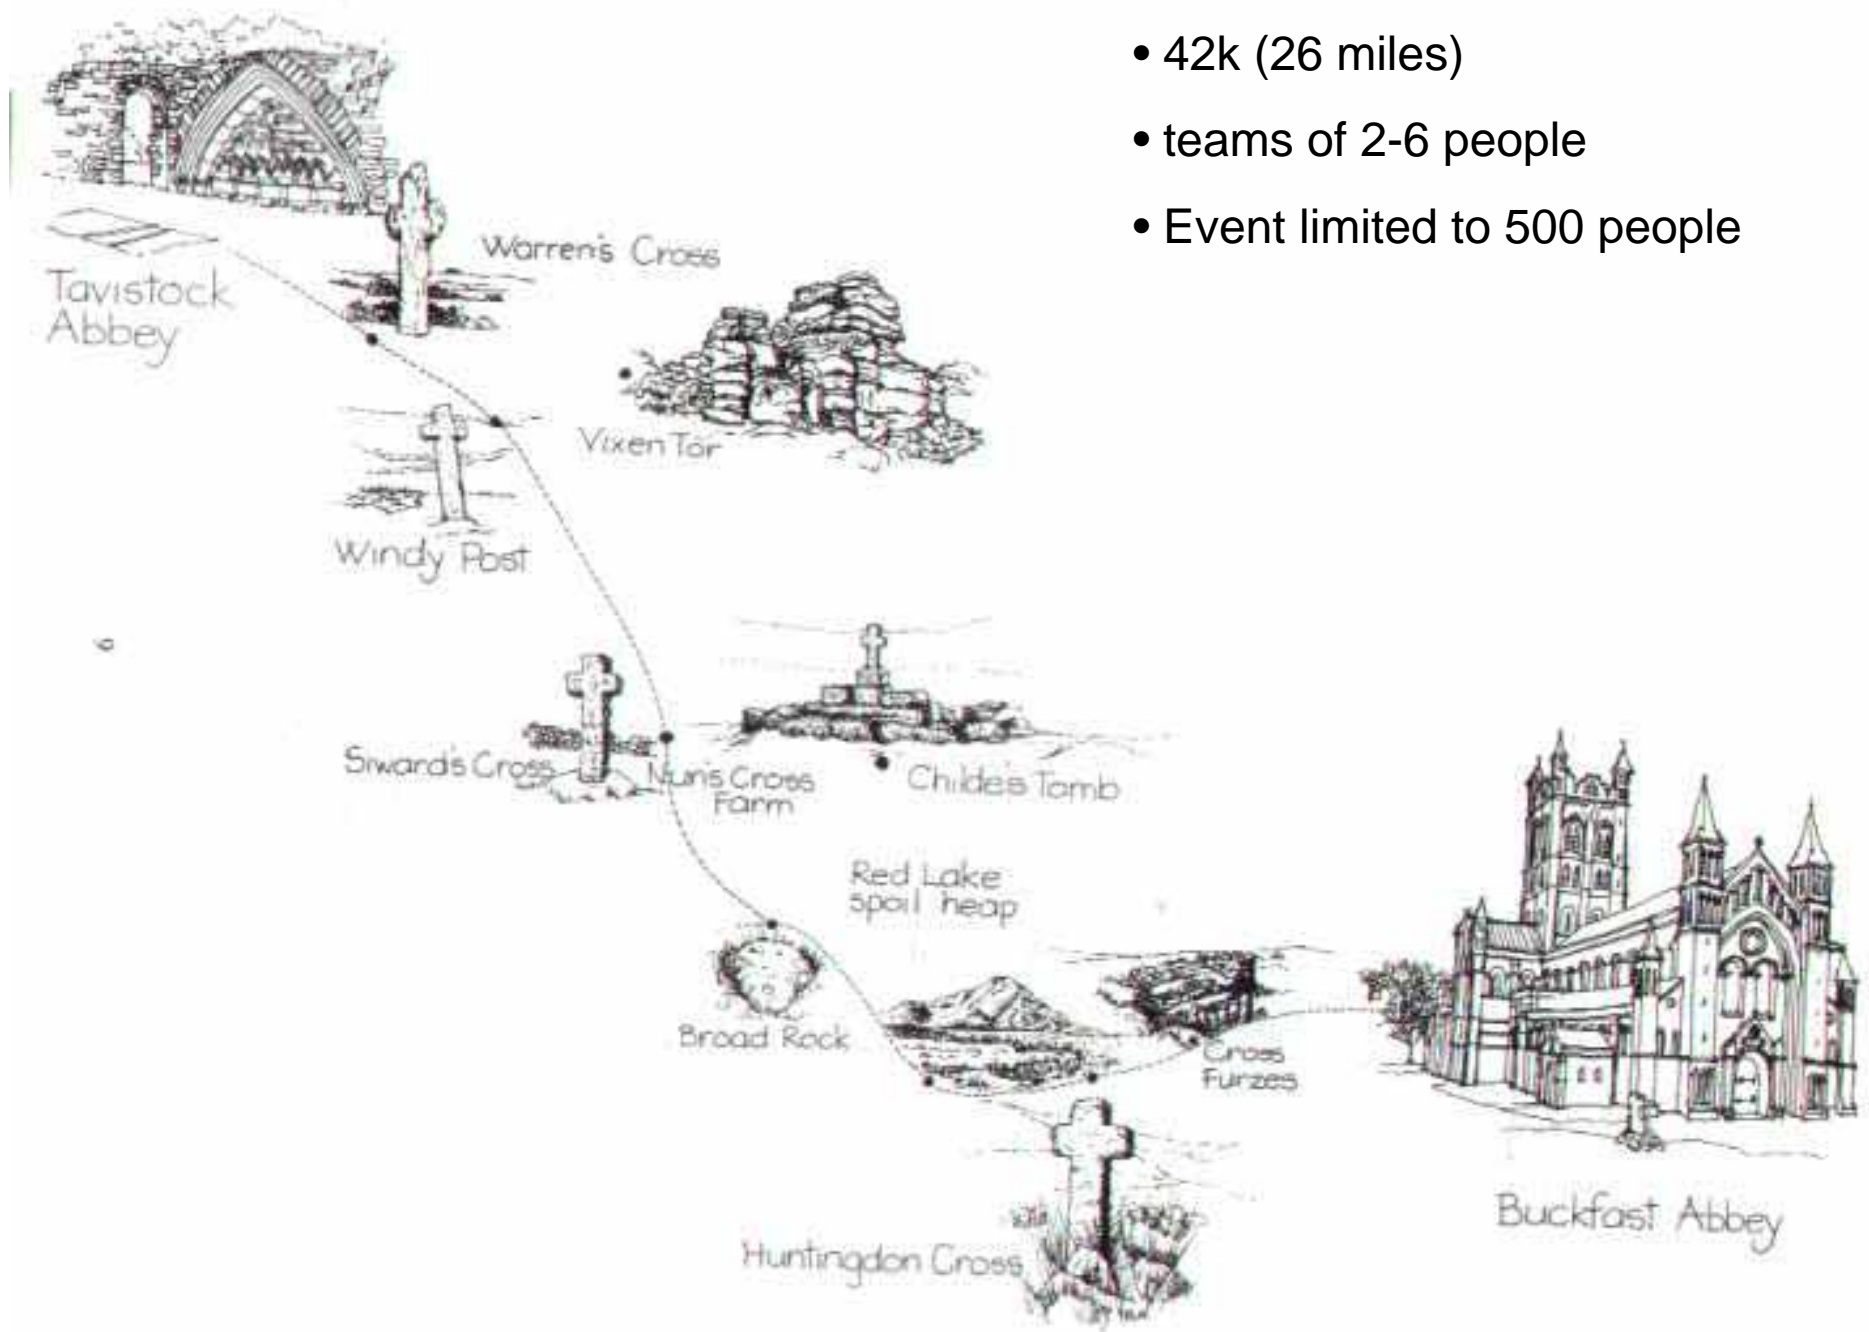 • 42k (26 miles)
• teams of 2-6 people
• Event limited to 500 people
Warren's Cross
Tavistock
Abbey
Vixen Tor
Windy Post
Siward's Cross
Nun's Cross
Farm
Childe's Tomb
Red Lake
spoil heap
Broad Rock
Cross
Furzes
Buckfast Abbey
Huntingdon Cross